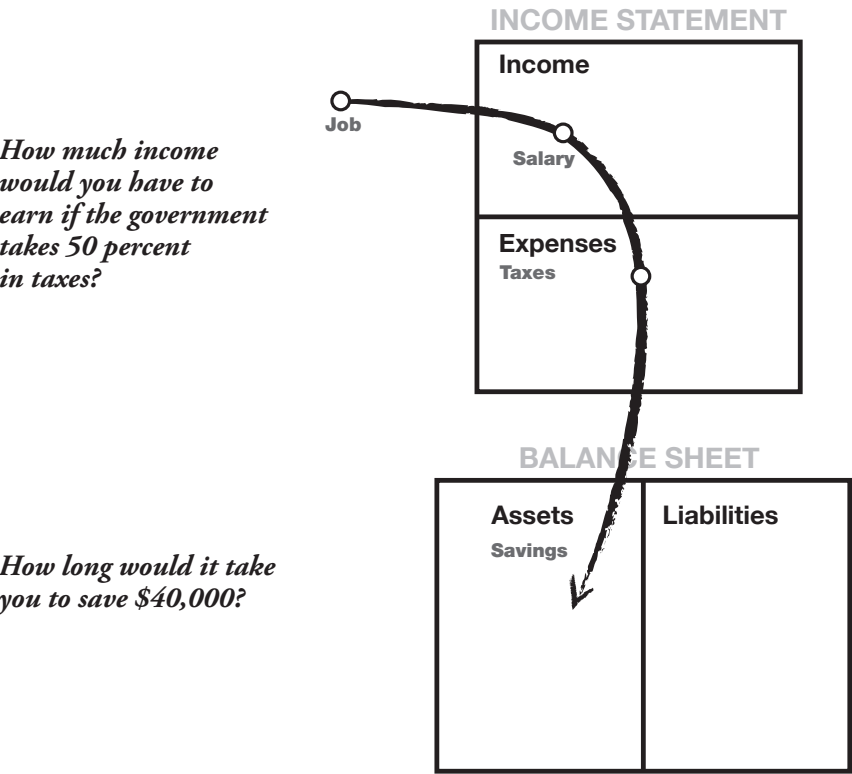 INCOME STATEMENT
Income
Job
Salary
How much income
would you have to
earn if the government
takes 50 percent
in taxes?
Expenses
Taxes
BALANCE SHEET
Assets
Liabilities
Savings
How long would it take
you to save $40,000?